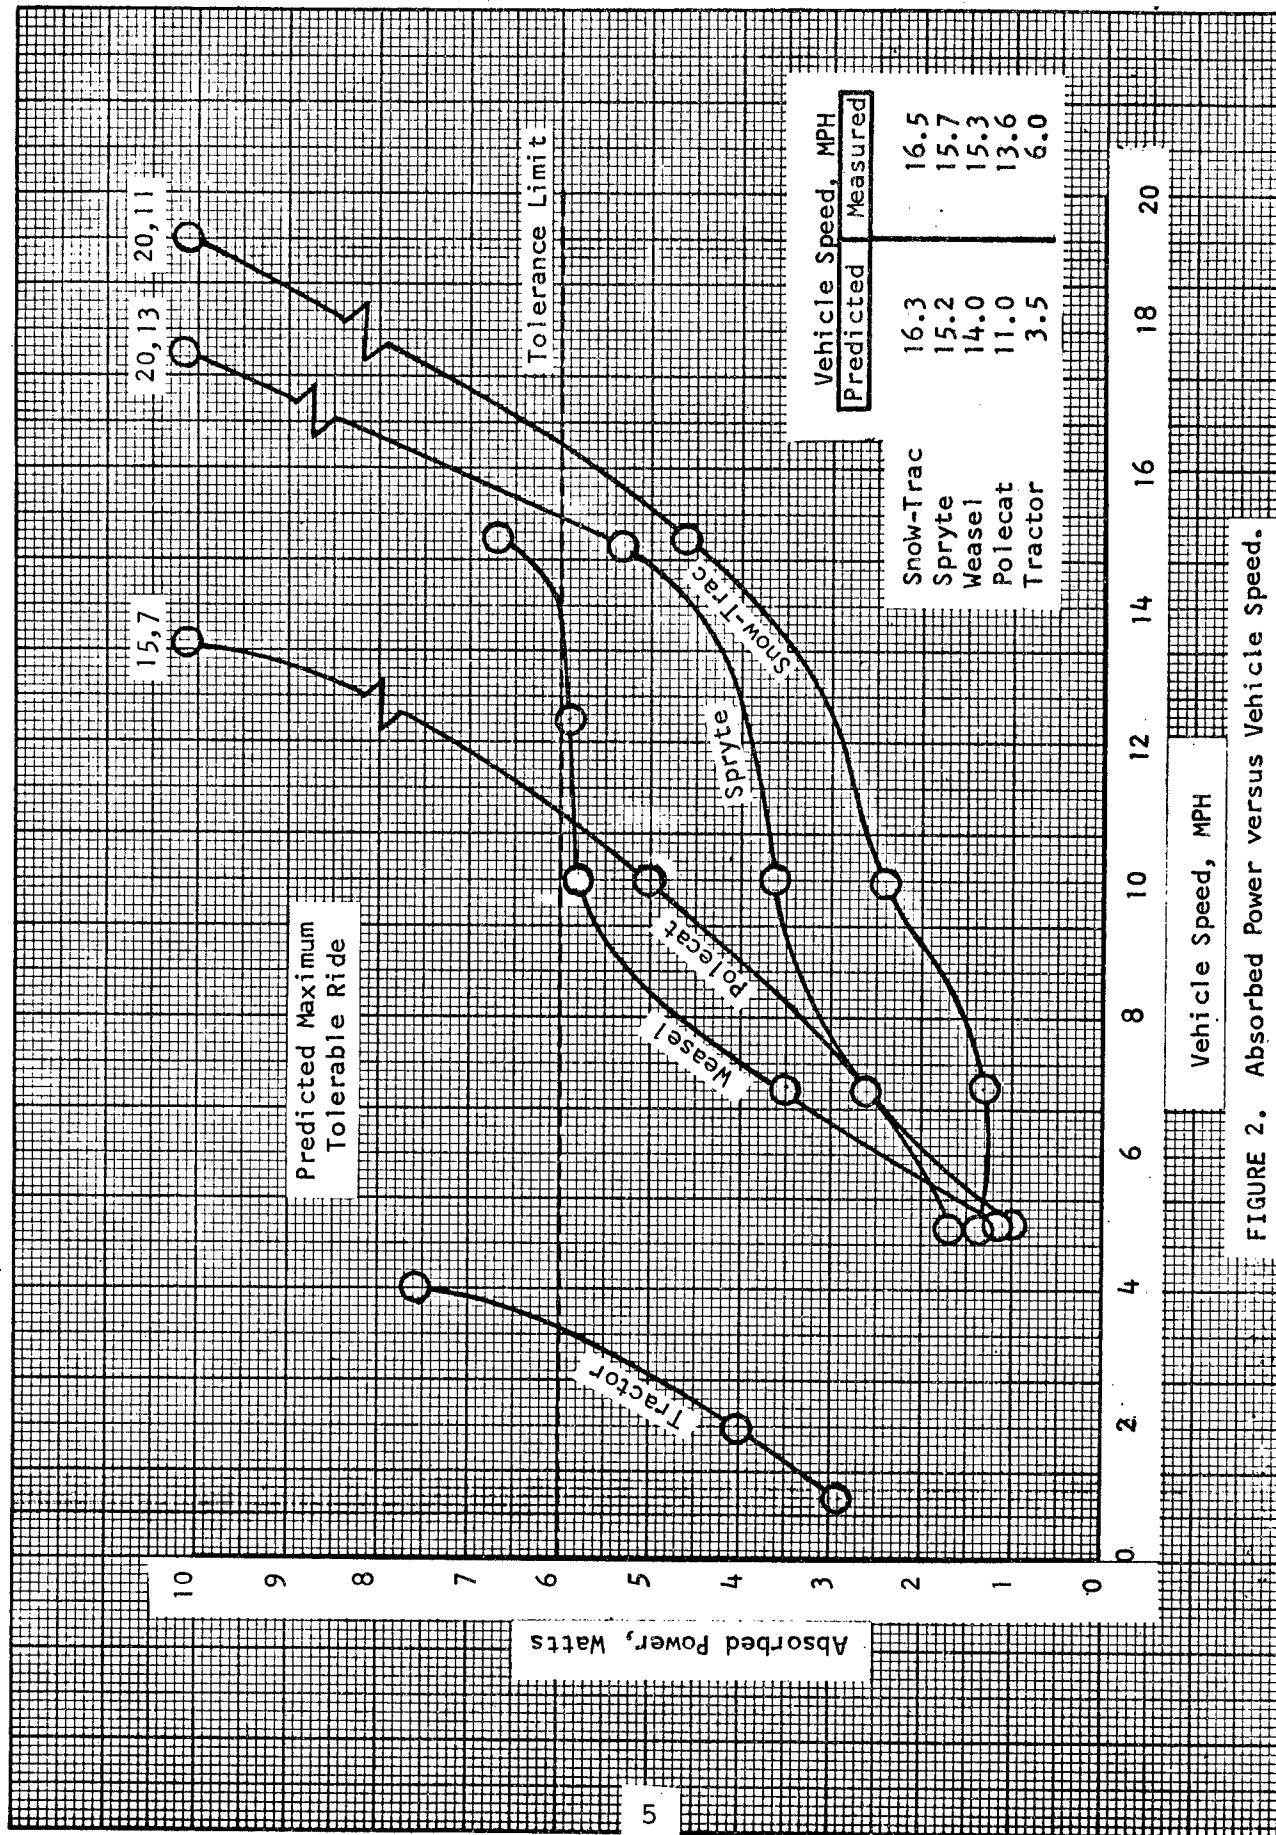 20,13
20,11
15,7
Tolerance Limit
Predicted Maximum
Tolerable Ride
Vehicle Speed, MPH
Predicted Measured
Snow-Trac 16.3 16.5
Spryte 15.2 15.7
Weasel 14.0 15.3
Polecat 11.0 13.6
Tractor 3.5 6.0
Tractor
Weasel
Polecat
Spryte
Snow-Trac
10
9
8
7
6
5
4
3
2
1
0
Absorbed Power, Watts
0 2 4 6 8 10 12 14 16 18 20
Vehicle Speed, MPH
FIGURE 2. Absorbed Power versus Vehicle Speed.
5